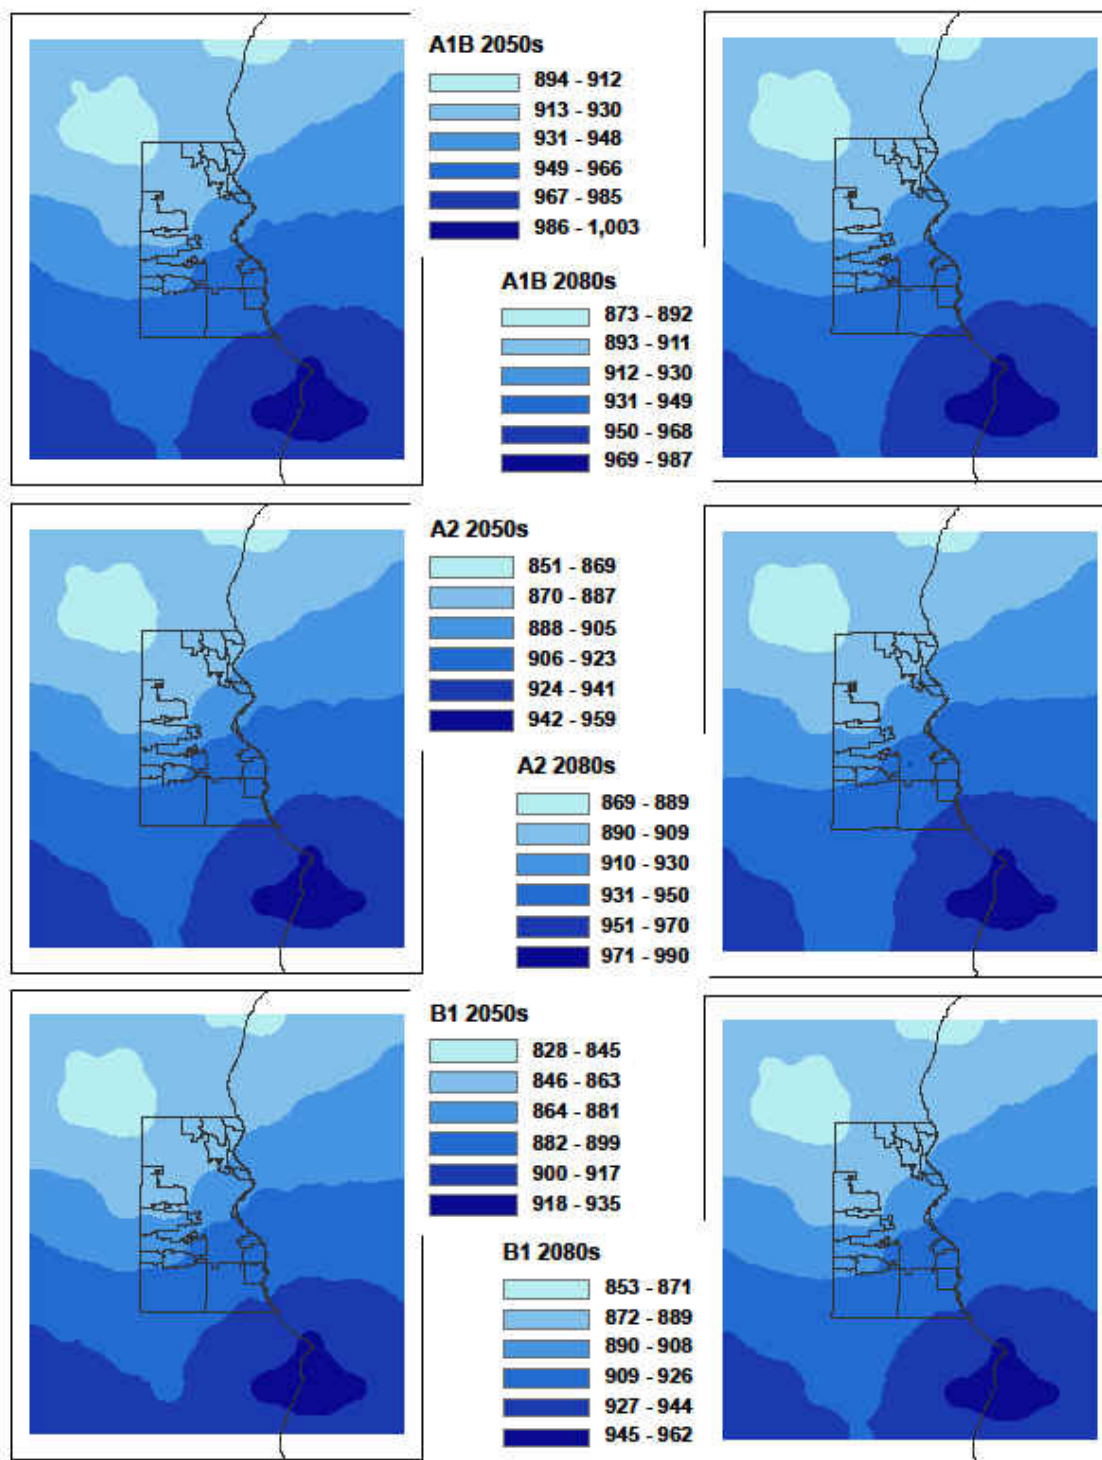 A1B 2050s
894 - 912
913 - 930
931 - 948
949 - 966
967 - 985
986 - 1,003
A1B 2080s
873 - 892
893 - 911
912 - 930
931 - 949
950 - 968
969 - 987
A2 2050s
851 - 869
870 - 887
888 - 905
906 - 923
924 - 941
942 - 959
A2 2080s
869 - 889
890 - 909
910 - 930
931 - 950
951 - 970
971 - 990
B1 2050s
828 - 845
846 - 863
864 - 881
882 - 899
900 - 917
918 - 935
B1 2080s
853 - 871
872 - 889
890 - 908
909 - 926
927 - 944
945 - 962